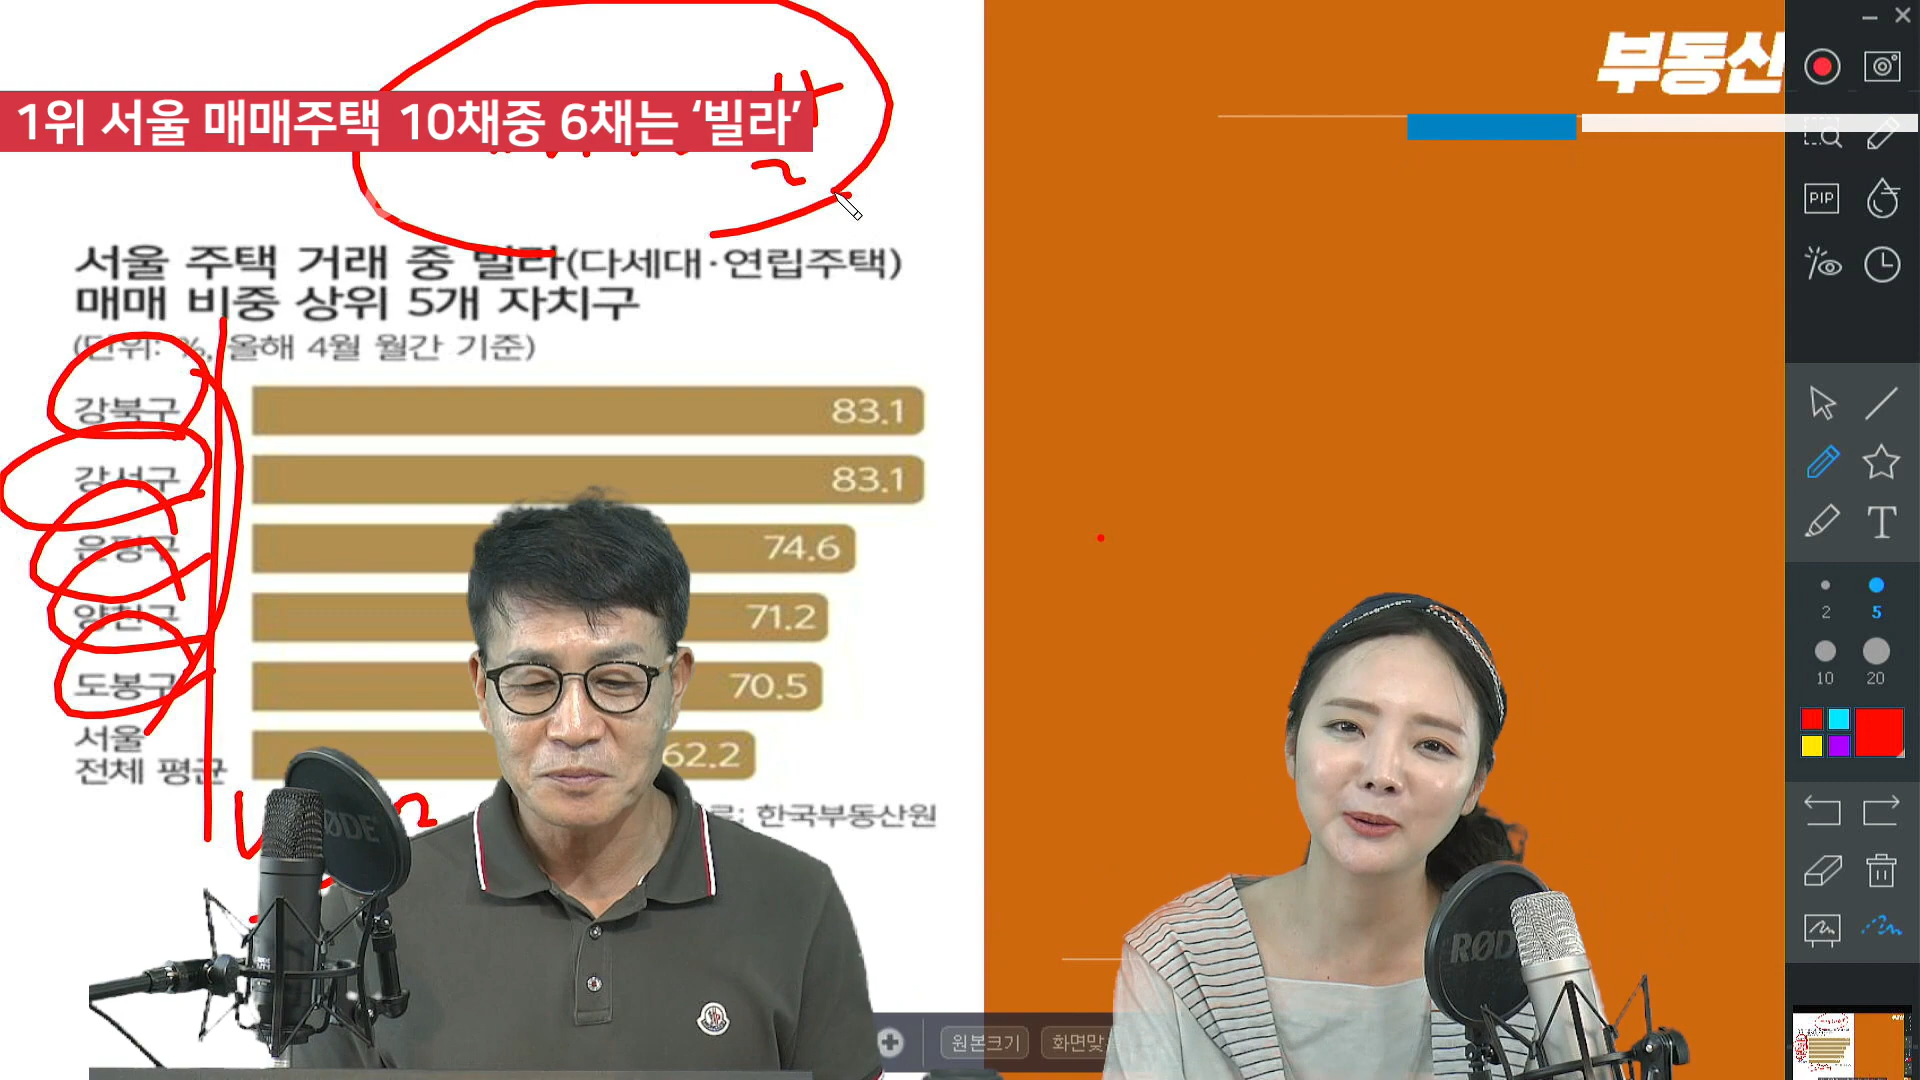 부동산
1위 서울 매매주택 10채중 6채는 ‘빌라’
PIP
서울 주택 거래 중 빌라(다세대·연립주택)
매매 비중 상위 5개 자치구
(단위: %, 올해 4월 월간 기준)
강북구 83.1
강서구 83.1
은평구 74.6
양천구 71.2
도봉구 70.5
서울
전체 평균 62.2
한국부동산원
T
2 5
10 20
RØDE
RØD
원본크기 화면맞